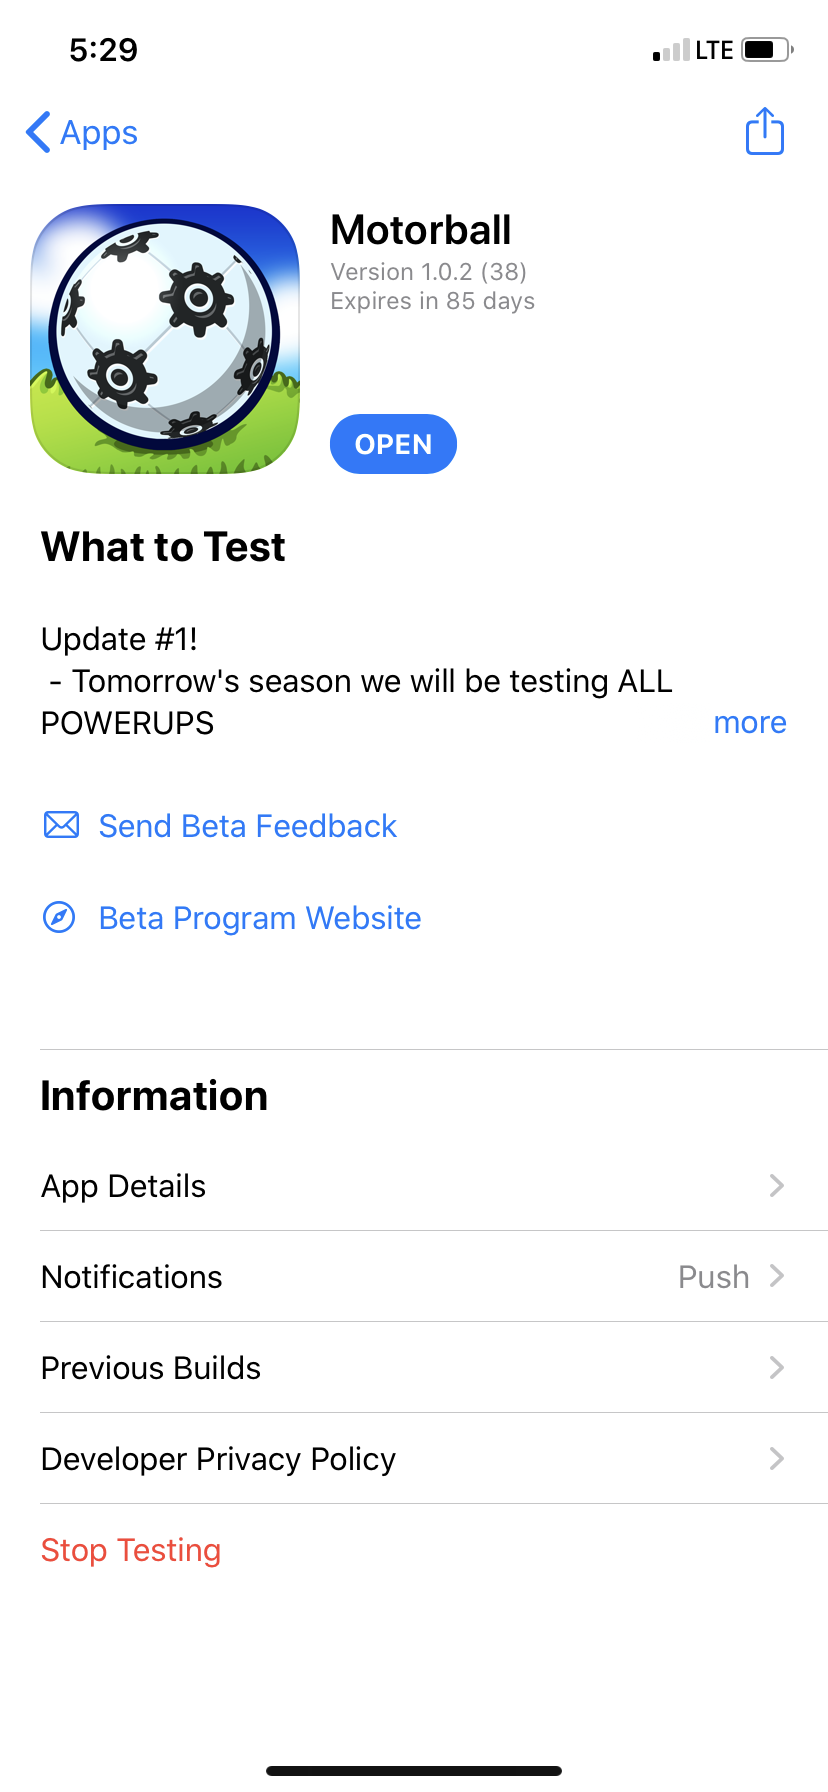 5:29
LTE
Apps
Motorball
Version 1.0.2 (38)
Expires in 85 days
OPEN
What to Test
Update #1!
- Tomorrow's season we will be testing ALL
POWERUPS
more
Send Beta Feedback
Beta Program Website
Information
App Details
Notifications Push
Previous Builds
Developer Privacy Policy
Stop Testing